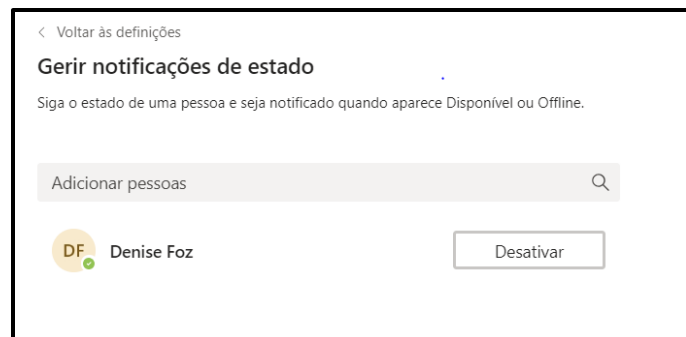 < Voltar às definições
Gerir notificações de estado
Siga o estado de uma pessoa e seja notificado quando aparece Disponível ou Offline.
Adicionar pessoas
DF Denise Foz Desativar